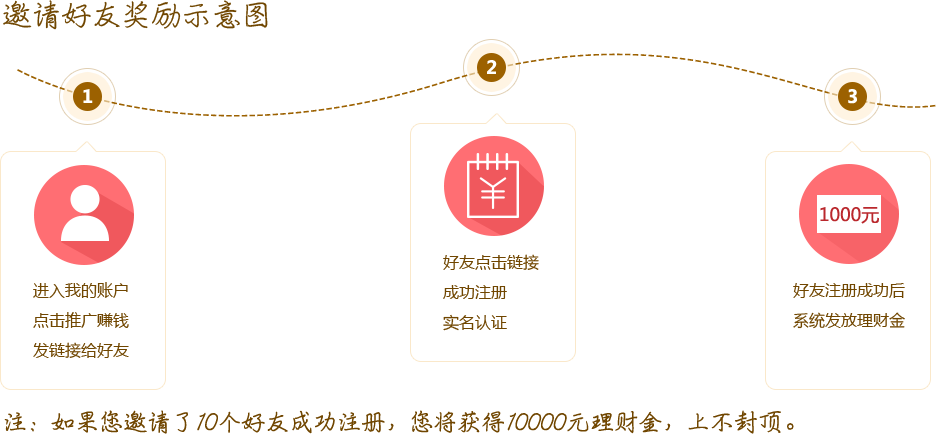 邀请好友奖励示意图
1
2
3
进入我的账户
点击推广赚钱
发链接给好友
¥
好友点击链接
成功注册
实名认证
1000元
好友注册成功后
系统发放理财金
注：如果您邀请了10个好友成功注册，您将获得10000元理财金，上不封顶。